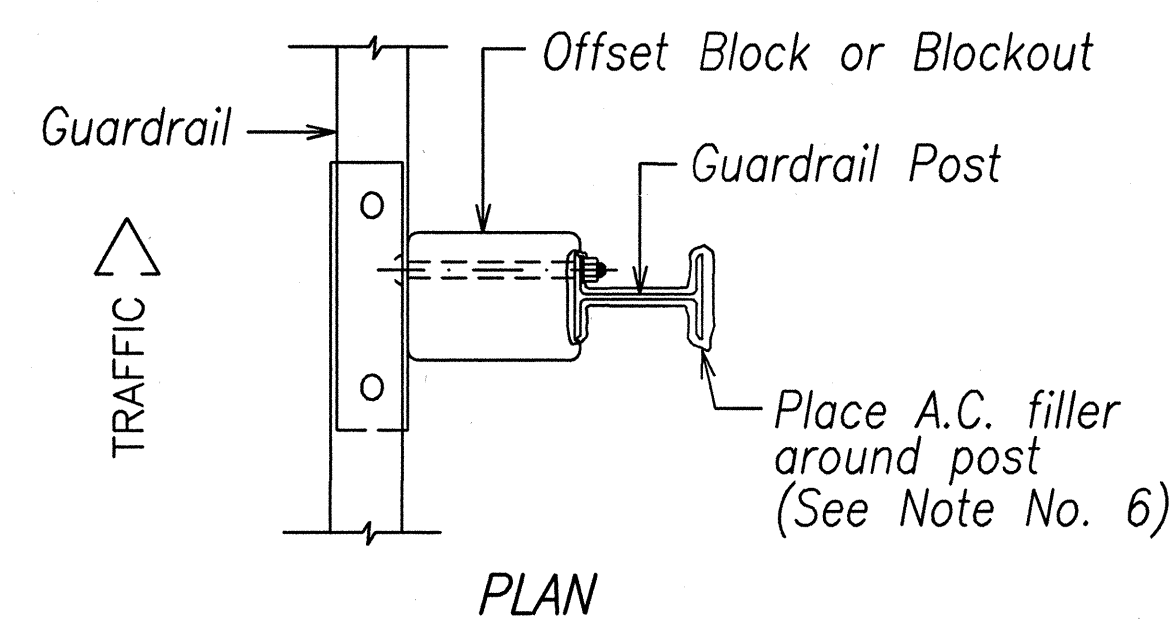 Offset Block or Blockout
Guardrail
Guardrail Post
TRAFFIC
Place A.C. filler
around post
(See Note No. 6)
PLAN